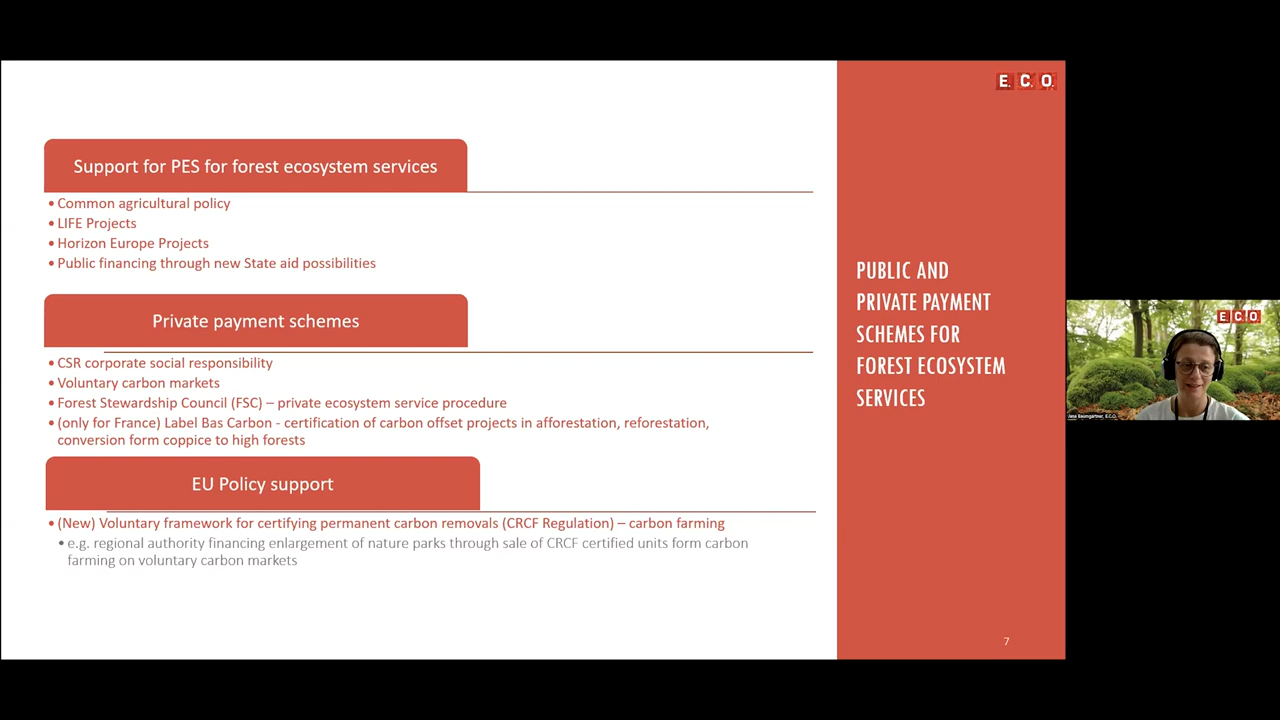 E. C. O.
Support for PES for forest ecosystem services
• Common agricultural policy
• LIFE Projects
• Horizon Europe Projects
• Public financing through new State aid possibilities
Private payment schemes
• CSR corporate social responsibility
• Voluntary carbon markets
• Forest Stewardship Council (FSC) – private ecosystem service procedure
• (only for France) Label Bas Carbon - certification of carbon offset projects in afforestation, reforestation,
conversion form coppice to high forests
EU Policy support
• (New) Voluntary framework for certifying permanent carbon removals (CRCF Regulation) – carbon farming
• e.g. regional authority financing enlargement of nature parks through sale of CRCF certified units form carbon
farming on voluntary carbon markets
PUBLIC AND
PRIVATE PAYMENT
SCHEMES FOR
FOREST ECOSYSTEM
SERVICES
7
E.C.O.
Baumgartner, E.C.O.